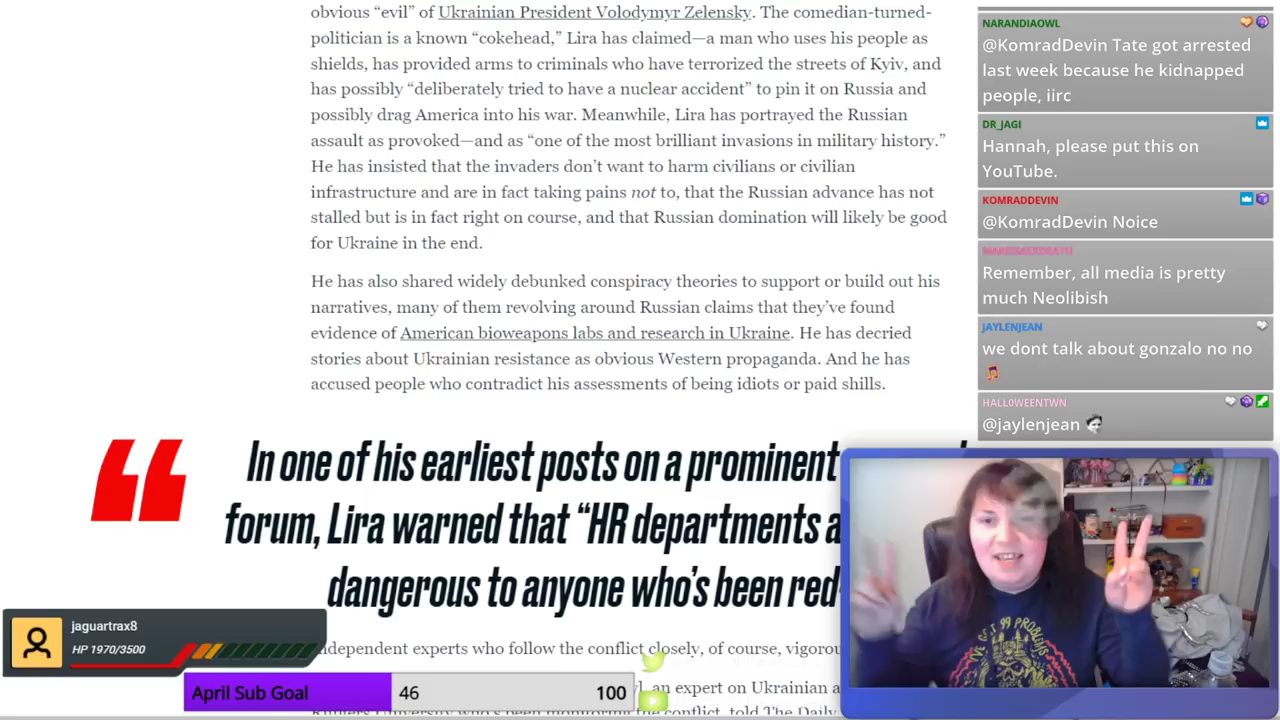 obvious “evil” of Ukrainian President Volodymyr Zelensky. The comedian-turned-
politician is a known “cokehead,” Lira has claimed—a man who uses his people as
shields, has provided arms to criminals who have terrorized the streets of Kyiv, and
has possibly “deliberately tried to have a nuclear accident” to pin it on Russia and
possibly drag America into his war. Meanwhile, Lira has portrayed the Russian
assault as provoked—and as “one of the most brilliant invasions in military history.”
He has insisted that the invaders don’t want to harm civilians or civilian
infrastructure and are in fact taking pains not to, that the Russian advance has not
stalled but is in fact right on course, and that Russian domination will likely be good
for Ukraine in the end.
He has also shared widely debunked conspiracy theories to support or build out his
narratives, many of them revolving around Russian claims that they’ve found
evidence of American bioweapons labs and research in Ukraine. He has decried
stories about Ukrainian resistance as obvious Western propaganda. And he has
accused people who contradict his assessments of being idiots or paid shills.
“
In one of his earliest posts on a prominent
forum, Lira warned that “HR departments a
dangerous to anyone who’s been red-
independent experts who follow the conflict closely, of course, vigorou
an expert on Ukrainian a
the conflict, told The Daily
NARANDIAOWL
@KomradDevin Tate got arrested
last week because he kidnapped
people, iirc
DR_JAGI
Hannah, please put this on
YouTube.
KOMRADDEVIN
@KomradDevin Noice
Remember, all media is pretty
much Neolibish
JAYLENJEAN
we dont talk about gonzalo no no
HALL0WEENTWN
@jaylenjean
99 PROBLEMS
jaguartrax8
HP 1970/3500
April Sub Goal
46
100